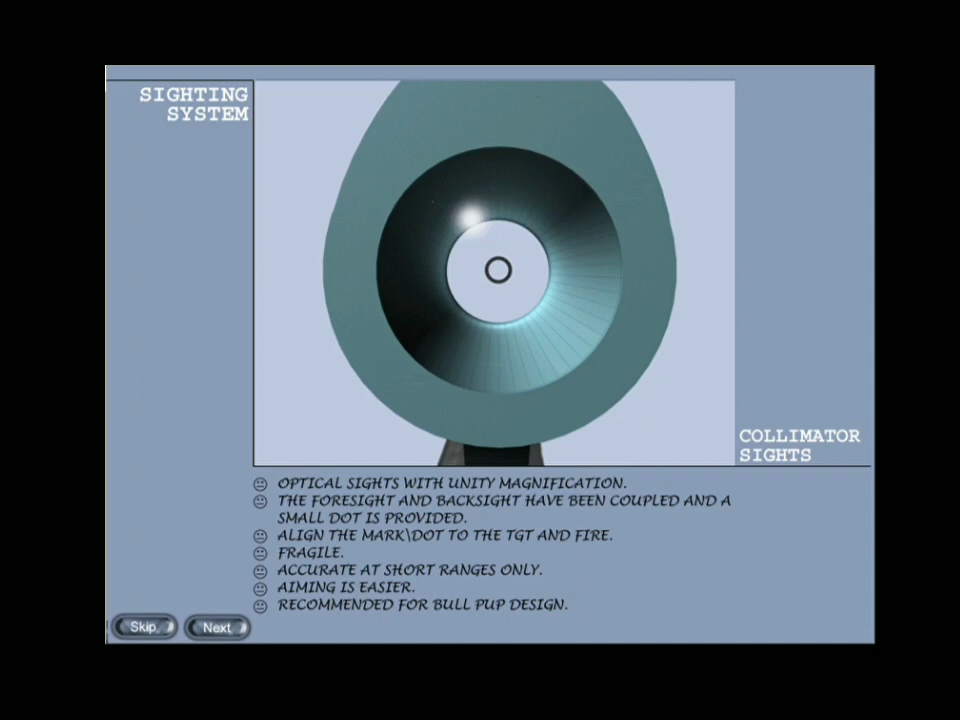 SIGHTING
SYSTEM
COLLIMATOR
SIGHTS
OPTICAL SIGHTS WITH UNITY MAGNIFICATION.
THE FORESIGHT AND BACKSIGHT HAVE BEEN COUPLED AND A
SMALL DOT IS PROVIDED.
ALIGN THE MARK\DOT TO THE TGT AND FIRE.
FRAGILE.
ACCURATE AT SHORT RANGES ONLY.
AIMING IS EASIER.
RECOMMENDED FOR BULL PUP DESIGN.
Skip Next